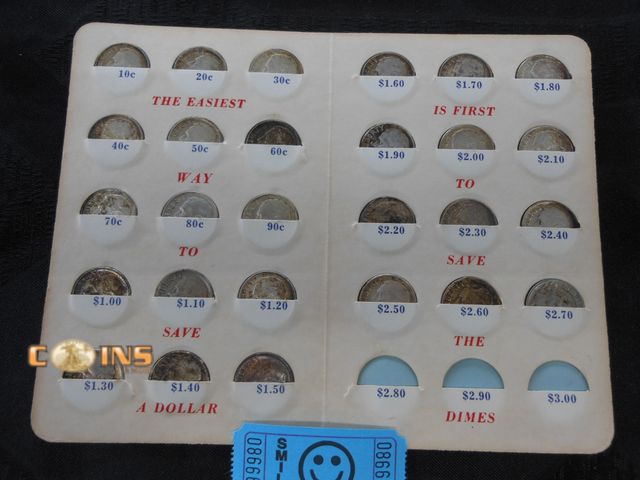 10c 20c 30c
THE EASIEST
40c 50c 60c
WAY
70c 80c 90c
TO
$1.00 $1.10 $1.20
SAVE
$1.30 $1.40 $1.50
A DOLLAR
$1.60 $1.70 $1.80
IS FIRST
$1.90 $2.00 $2.10
TO
$2.20 $2.30 $2.40
SAVE
$2.50 $2.60 $2.70
THE
$2.80 $2.90 $3.00
DIMES
COINS
SMIL